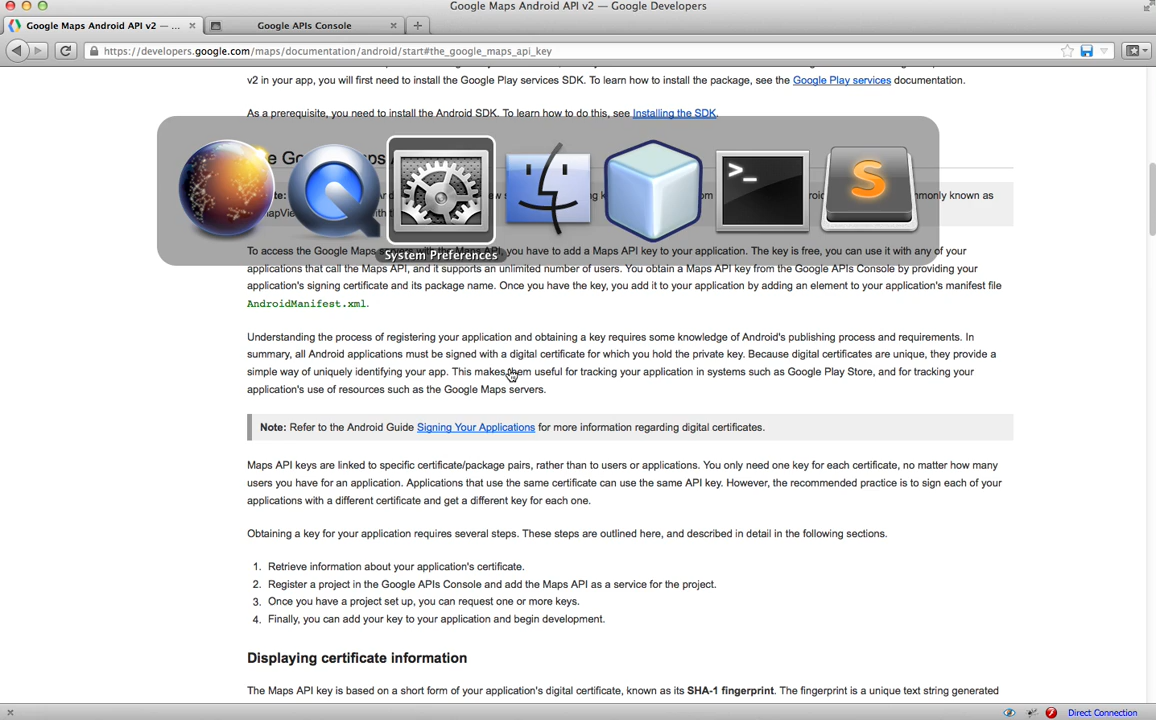 Google Maps Android API v2 — Google Developers
Google Maps Android API v2 — ...
Google APIs Console
https://developers.google.com/maps/documentation/android/start#the_google_maps_api_key
v2 in your app, you will first need to install the Google Play services SDK. To learn how to install the package, see the Google Play services documentation.
As a prerequisite, you need to install the Android SDK. To learn how to do this, see Installing the SDK.
System Preferences
To access the Google Maps servers with the Maps API, you have to add a Maps API key to your application. The key is free, you can use it with any of your
applications that call the Maps API, and it supports an unlimited number of users. You obtain a Maps API key from the Google APIs Console by providing your
application's signing certificate and its package name. Once you have the key, you add it to your application by adding an element to your application's manifest file
AndroidManifest.xml.
Understanding the process of registering your application and obtaining a key requires some knowledge of Android's publishing process and requirements. In
summary, all Android applications must be signed with a digital certificate for which you hold the private key. Because digital certificates are unique, they provide a
simple way of uniquely identifying your app. This makes them useful for tracking your application in systems such as Google Play Store, and for tracking your
application's use of resources such as the Google Maps servers.
Note: Refer to the Android Guide Signing Your Applications for more information regarding digital certificates.
Maps API keys are linked to specific certificate/package pairs, rather than to users or applications. You only need one key for each certificate, no matter how many
users you have for an application. Applications that use the same certificate can use the same API key. However, the recommended practice is to sign each of your
applications with a different certificate and get a different key for each one.
Obtaining a key for your application requires several steps. These steps are outlined here, and described in detail in the following sections.
1. Retrieve information about your application's certificate.
2. Register a project in the Google APIs Console and add the Maps API as a service for the project.
3. Once you have a project set up, you can request one or more keys.
4. Finally, you can add your key to your application and begin development.
Displaying certificate information
The Maps API key is based on a short form of your application's digital certificate, known as its SHA-1 fingerprint. The fingerprint is a unique text string generated
Direct Connection